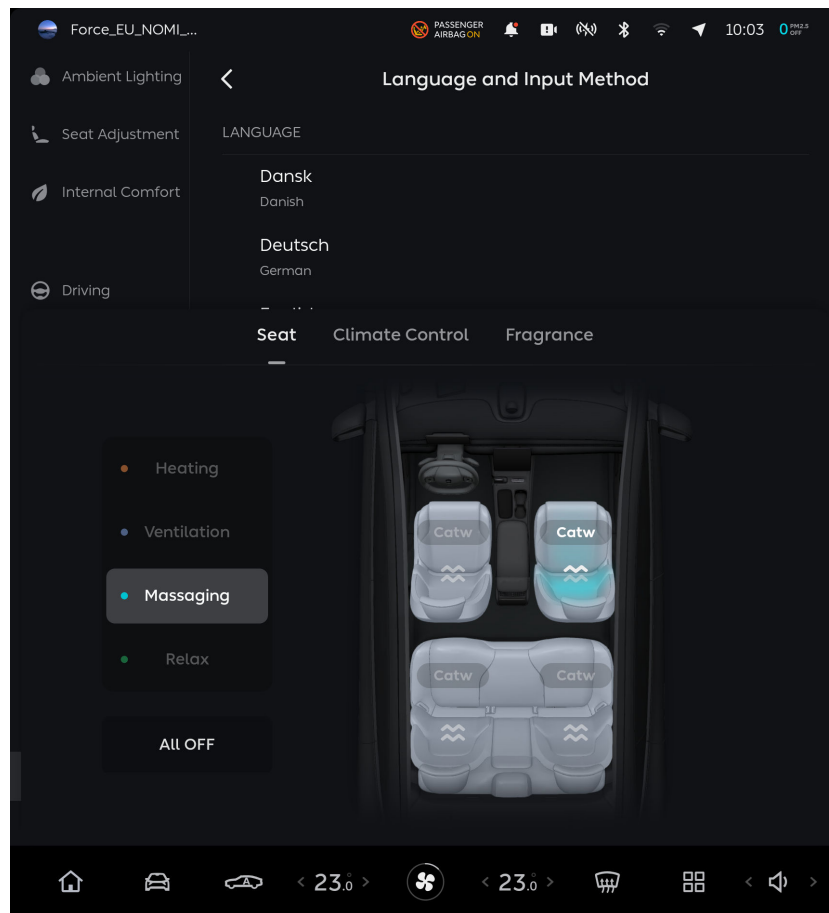 Force_EU_NOMI_...
PASSENGER
AIRBAG ON
10:03
0 PM2.5
OFF
Ambient Lighting
Language and Input Method
Seat Adjustment
LANGUAGE
Internal Comfort
Dansk
Danish
Deutsch
German
Driving
Seat
Climate Control
Fragrance
Heating
Ventilation
Massaging
Relax
All OFF
Catw
Catw
Catw
Catw
< 23.0 >
< 23.0 >